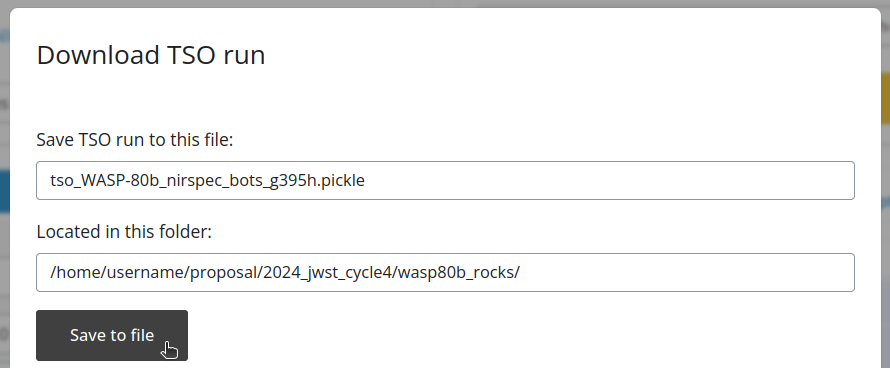 Download TSO run
Save TSO run to this file:
tso_WASP-80b_nirspec_bots_g395h.pickle
Located in this folder:
/home/username/proposal/2024_jwst_cycle4/wasp80b_rocks/
Save to file